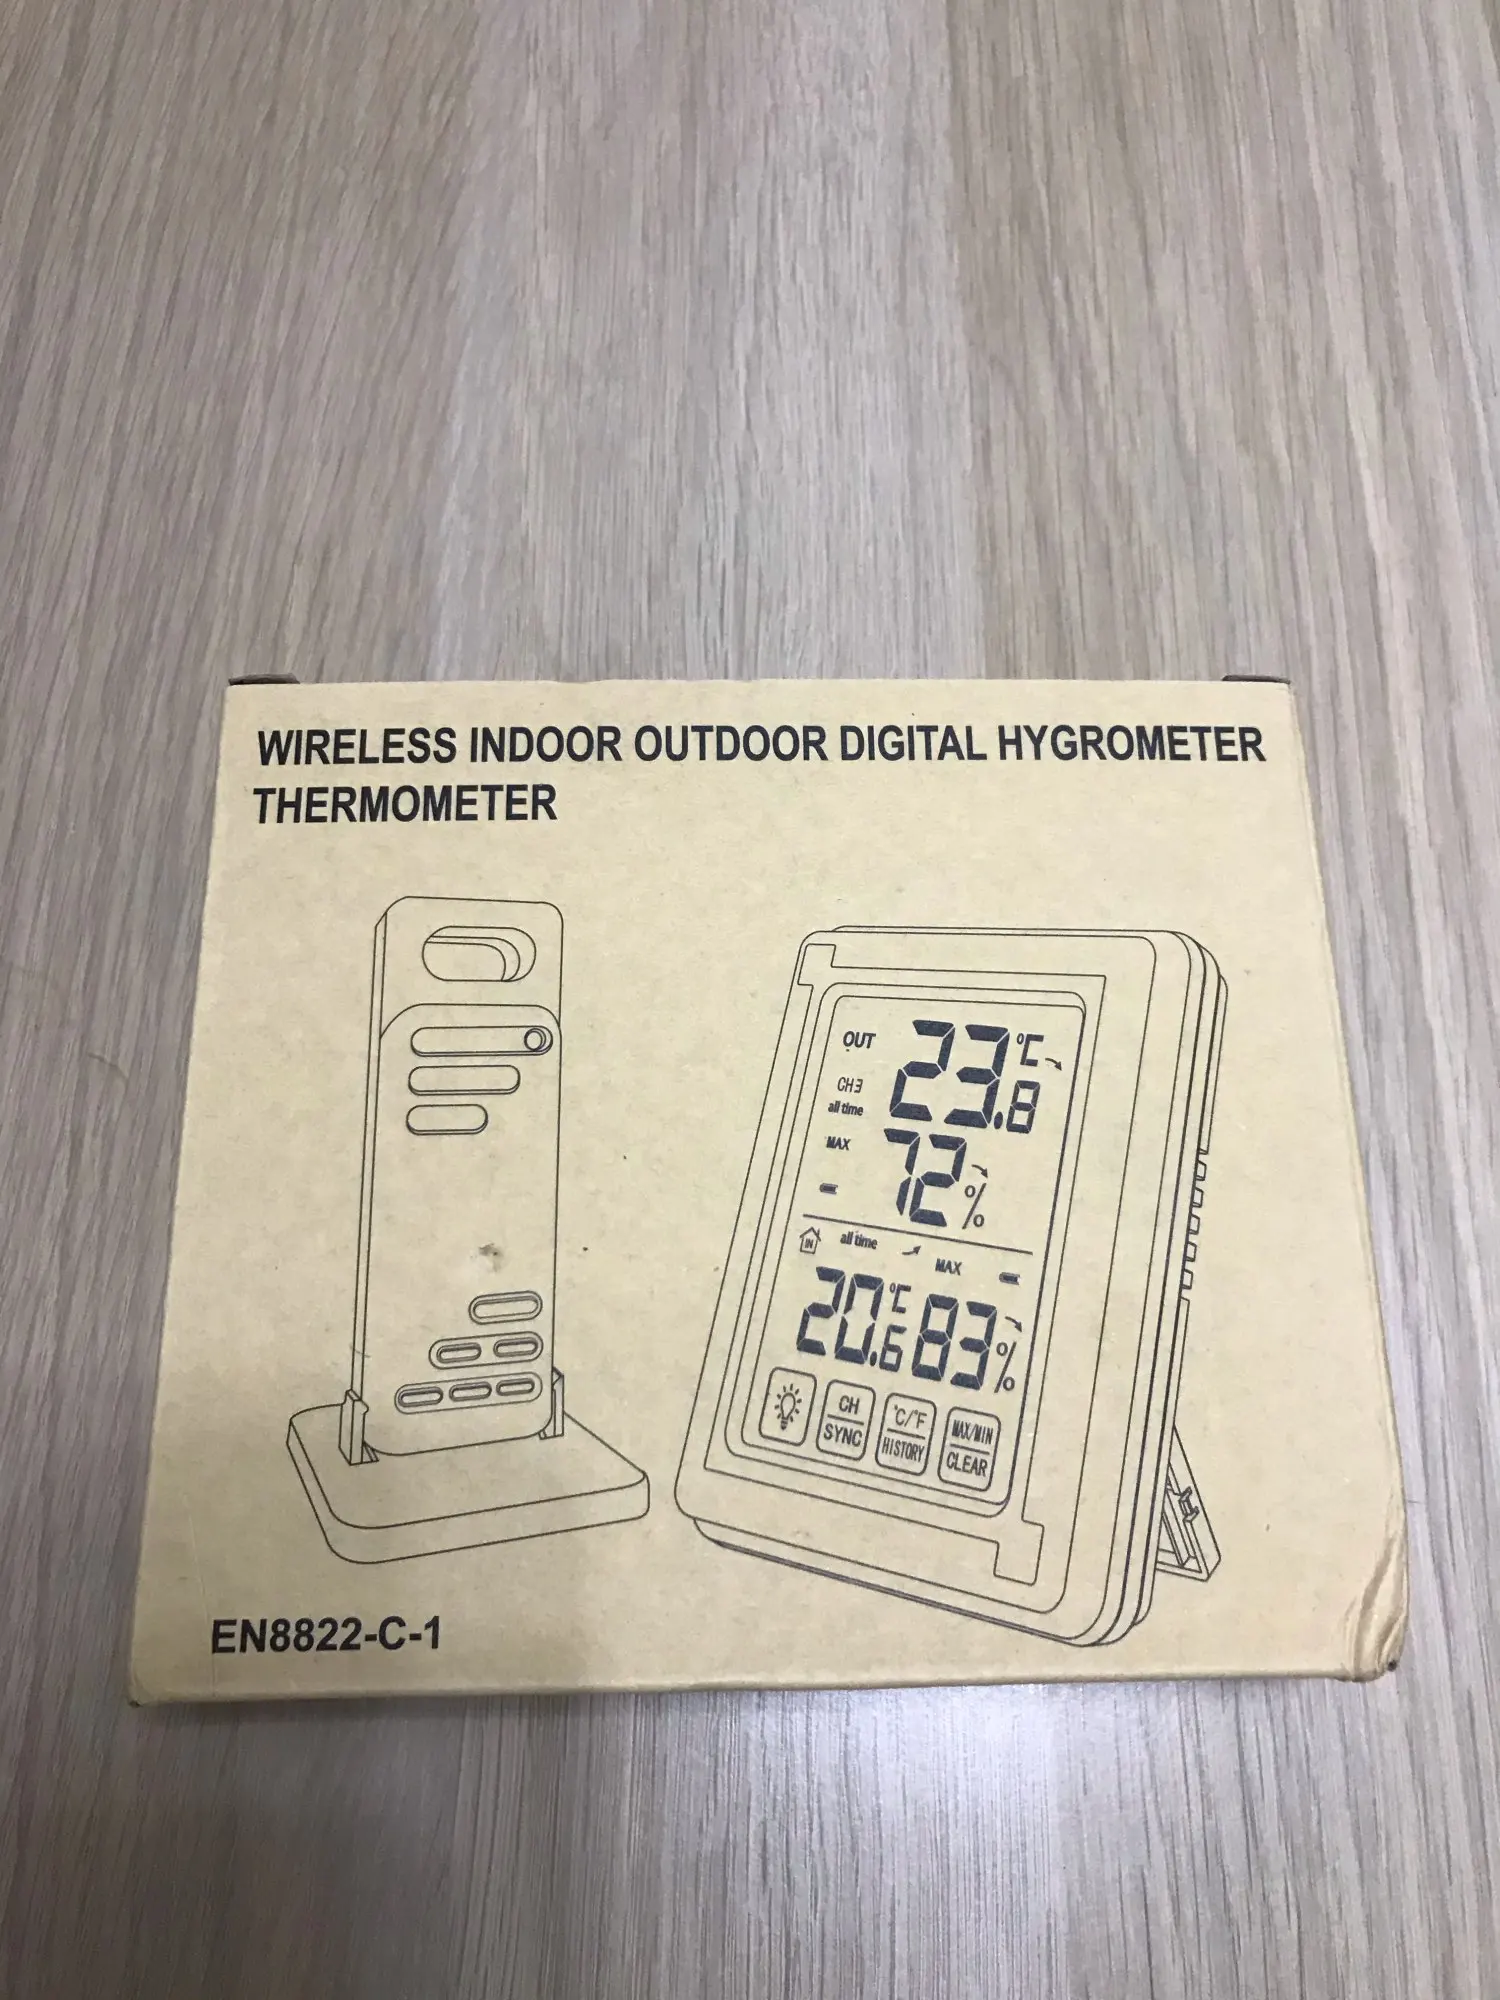 WIRELESS INDOOR OUTDOOR DIGITAL HYGROMETER
THERMOMETER
OUT
23.8 °C
CH3
all time
MAX
72 %
IN
all time
MAX
20.6 °C 83 %
CH
SYNC
°C/°F
HISTORY
MAX/MIN
CLEAR
EN8822-C-1